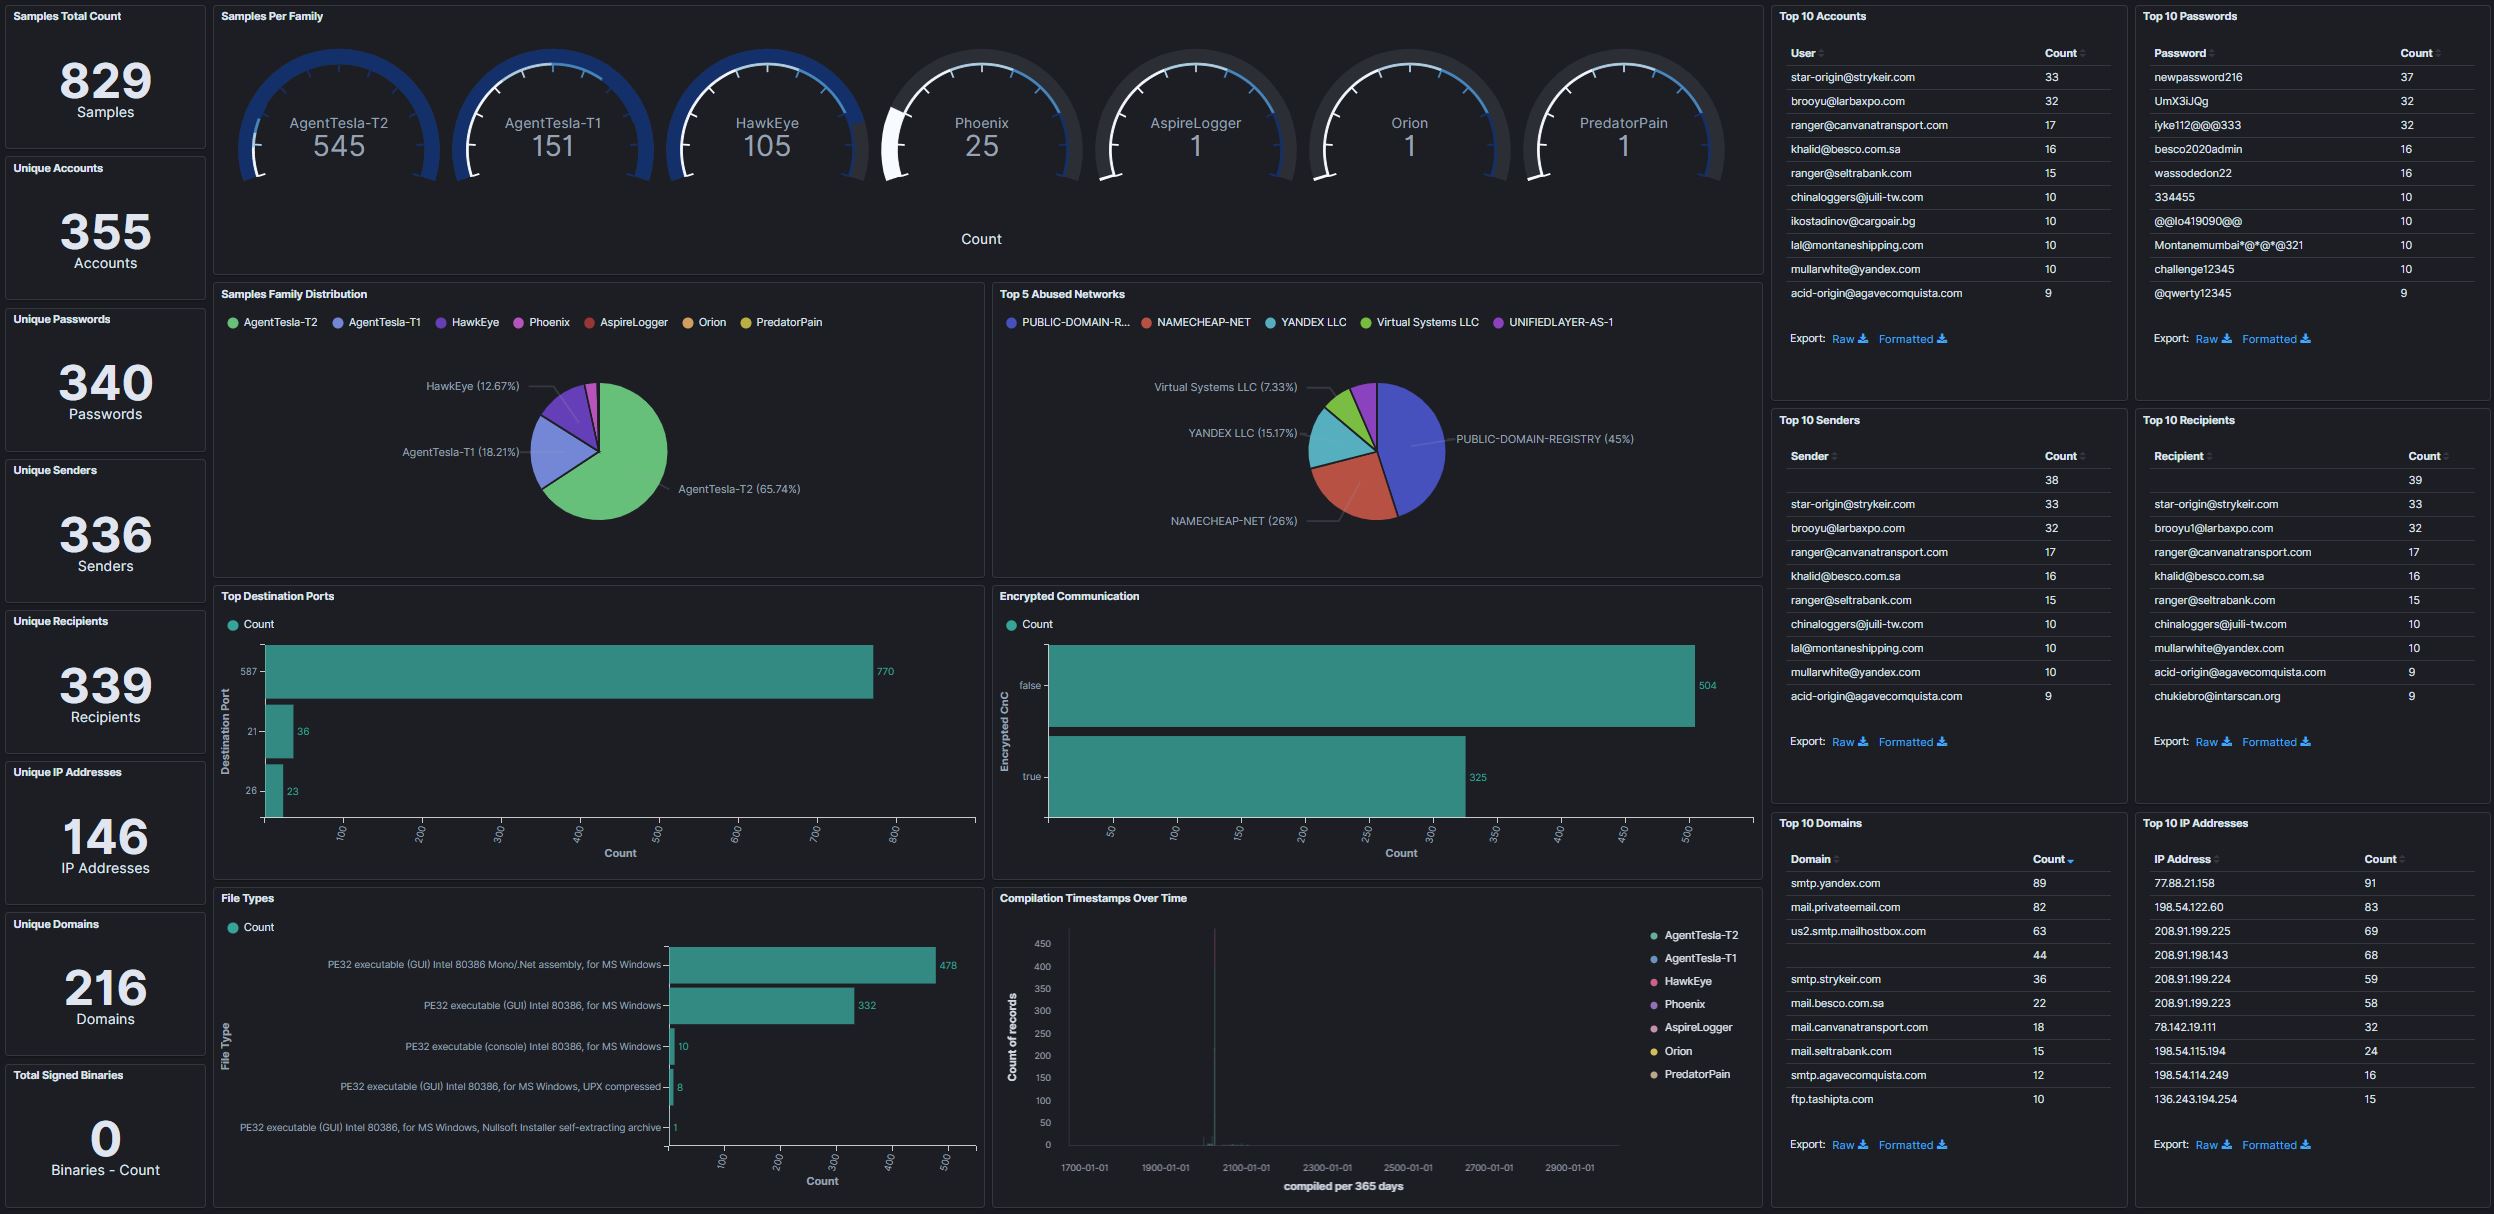 Samples Total Count
829
Samples
Unique Accounts
355
Accounts
Unique Passwords
340
Passwords
Unique Senders
336
Senders
Unique Recipients
339
Recipients
Unique IP Addresses
146
IP Addresses
Unique Domains
216
Domains
Total Signed Binaries
0
Binaries - Count
Samples Per Family
AgentTesla-T2
545
AgentTesla-T1
151
HawkEye
105
Phoenix
25
AspireLogger
1
Orion
1
PredatorPain
1
Count
Samples Family Distribution
AgentTesla-T2 AgentTesla-T1 HawkEye Phoenix AspireLogger Orion PredatorPain
HawkEye (12.67%)
AgentTesla-T1 (18.21%)
AgentTesla-T2 (65.74%)
Top 5 Abused Networks
PUBLIC-DOMAIN-R... NAMECHEAP-NET YANDEX LLC Virtual Systems LLC UNIFIEDLAYER-AS-1
Virtual Systems LLC (7.33%)
YANDEX LLC (15.17%)
PUBLIC-DOMAIN-REGISTRY (45%)
NAMECHEAP-NET (26%)
Top Destination Ports
Count
Destination Port
587 770
21 36
26 23
100 200 300 400 500 600 700 800
Count
Encrypted Communication
Count
Encrypted CnC
false 504
true 325
50 100 150 200 250 300 350 400 450 500
Count
File Types
Count
File Type
PE32 executable (GUI) Intel 80386 Mono/.Net assembly, for MS Windows 478
PE32 executable (GUI) Intel 80386, for MS Windows 332
PE32 executable (console) Intel 80386, for MS Windows 10
PE32 executable (GUI) Intel 80386, for MS Windows, UPX compressed 8
PE32 executable (GUI) Intel 80386, for MS Windows, Nullsoft Installer self-extracting archive 1
100 200 300 400 500
Count
Compilation Timestamps Over Time
Count of records
450
400
350
300
250
200
150
100
50
0
1700-01-01 1900-01-01 2100-01-01 2300-01-01 2500-01-01 2700-01-01 2900-01-01
compiled per 365 days
AgentTesla-T2
AgentTesla-T1
HawkEye
Phoenix
AspireLogger
Orion
PredatorPain
Top 10 Accounts
User Count
star-origin@strykeir.com 33
brooyu@larbaxpo.com 32
ranger@canvanatransport.com 17
khalid@besco.com.sa 16
ranger@seltrabank.com 15
chinaloggers@juili-tw.com 10
ikostadinov@cargoair.bg 10
lal@montaneshipping.com 10
mullarwhite@yandex.com 10
acid-origin@agavecomquista.com 9
Export: Raw Formatted
Top 10 Passwords
Password Count
newpassword216 37
UmX3iJQg 32
iyke112@@@333 32
besco2020admin 16
wassodedon22 16
334455 10
@@Io419090@@ 10
Montanemumbai*@*@*@321 10
challenge12345 10
@qwerty12345 9
Export: Raw Formatted
Top 10 Senders
Sender Count
38
star-origin@strykeir.com 33
brooyu@larbaxpo.com 32
ranger@canvanatransport.com 17
khalid@besco.com.sa 16
ranger@seltrabank.com 15
chinaloggers@juili-tw.com 10
lal@montaneshipping.com 10
mullarwhite@yandex.com 10
acid-origin@agavecomquista.com 9
Export: Raw Formatted
Top 10 Recipients
Recipient Count
39
star-origin@strykeir.com 33
brooyu1@larbaxpo.com 32
ranger@canvanatransport.com 17
khalid@besco.com.sa 16
ranger@seltrabank.com 15
chinaloggers@juili-tw.com 10
mullarwhite@yandex.com 10
acid-origin@agavecomquista.com 9
chukiebro@intarscan.org 9
Export: Raw Formatted
Top 10 Domains
Domain Count
smtp.yandex.com 89
mail.privateemail.com 82
us2.smtp.mailhostbox.com 63
44
smtp.strykeir.com 36
mail.besco.com.sa 22
mail.canvanatransport.com 18
mail.seltrabank.com 15
smtp.agavecomquista.com 12
ftp.tashipta.com 10
Export: Raw Formatted
Top 10 IP Addresses
IP Address Count
77.88.21.158 91
198.54.122.60 83
208.91.199.225 69
208.91.198.143 68
208.91.199.224 59
208.91.199.223 58
78.142.19.111 32
198.54.115.194 24
198.54.114.249 16
136.243.194.254 15
Export: Raw Formatted